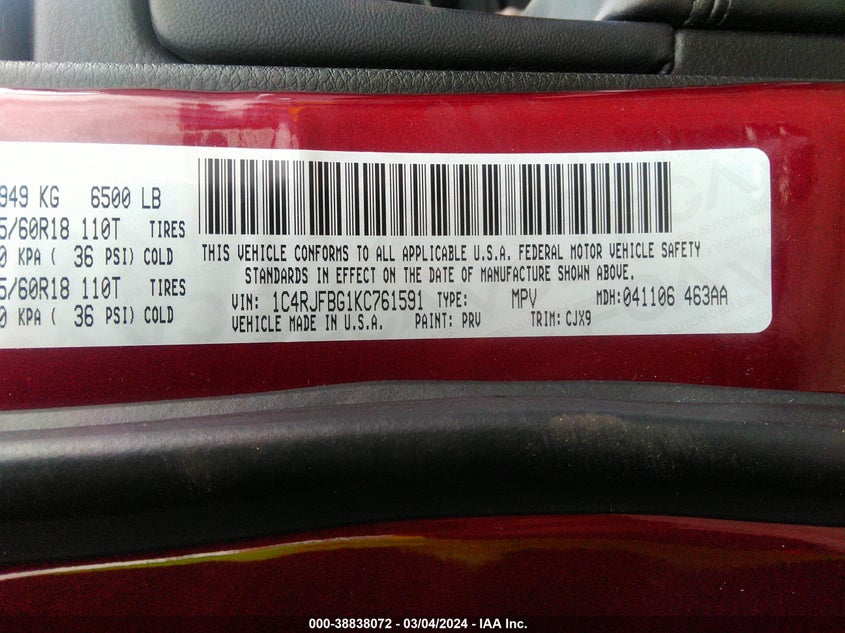 949 KG 6500 LB
5/60R18 110T TIRES
0 KPA ( 36 PSI) COLD
5/60R18 110T TIRES
0 KPA ( 36 PSI) COLD
THIS VEHICLE CONFORMS TO ALL APPLICABLE U.S.A. FEDERAL MOTOR VEHICLE SAFETY
STANDARDS IN EFFECT ON THE DATE OF MANUFACTURE SHOWN ABOVE.
VIN: 1C4RJFBG1KC761591 TYPE: MPV MDH:041106 463AA
VEHICLE MADE IN U.S.A. PAINT: PRV TRIM: CJX9
000-38838072 - 03/04/2024 - IAA Inc.